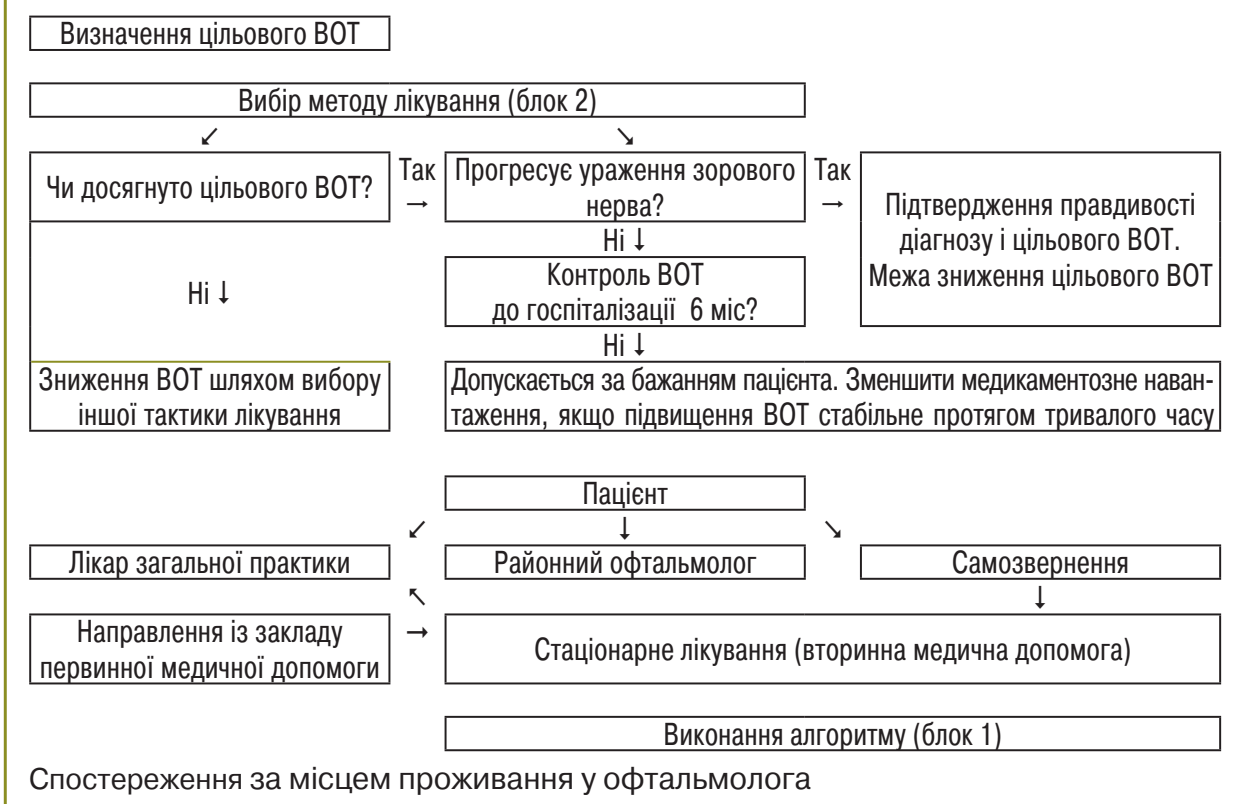 Визначення цільового ВОТ
Вибір методу лікування (блок 2)
↙ ↘
Чи досягнуто цільового ВОТ?
Так
→
Прогресує ураження зорового
нерва?
Так
→
Підтвердження правдивості
діагнозу і цільового ВОТ.
Межа зниження цільового ВОТ
Ні ↓
Ні ↓
Контроль ВОТ
до госпіталізації 6 міс?
Ні ↓
Зниження ВОТ шляхом вибору
іншої тактики лікування
Допускається за бажанням пацієнта. Зменшити медикаментозне наван-
таження, якщо підвищення ВОТ стабільне протягом тривалого часу
Пацієнт
↙ ↓ ↘
Лікар загальної практики
Районний офтальмолог
Самозвернення
↖ ↓
Направлення із закладу
первинної медичної допомоги
→
Стаціонарне лікування (вторинна медична допомога)
Виконання алгоритму (блок 1)
Спостереження за місцем проживання у офтальмолога